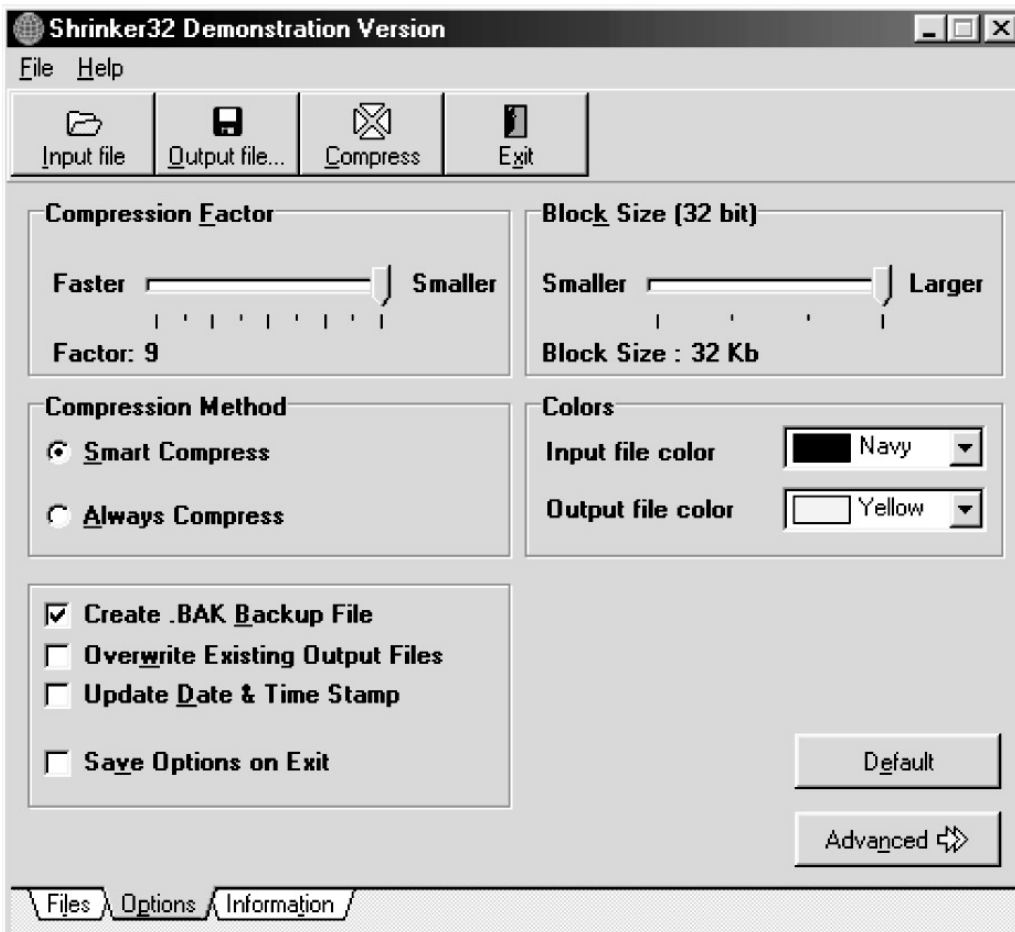 Shrinker32 Demonstration Version
File Help
Input file Output file... Compress Exit
Compression Factor
Faster Smaller
Factor: 9
Block Size (32 bit)
Smaller Larger
Block Size : 32 Kb
Compression Method
Smart Compress
Always Compress
Colors
Input file color Navy
Output file color Yellow
Create .BAK Backup File
Overwrite Existing Output Files
Update Date & Time Stamp
Save Options on Exit
Default
Advanced
Files Options Information